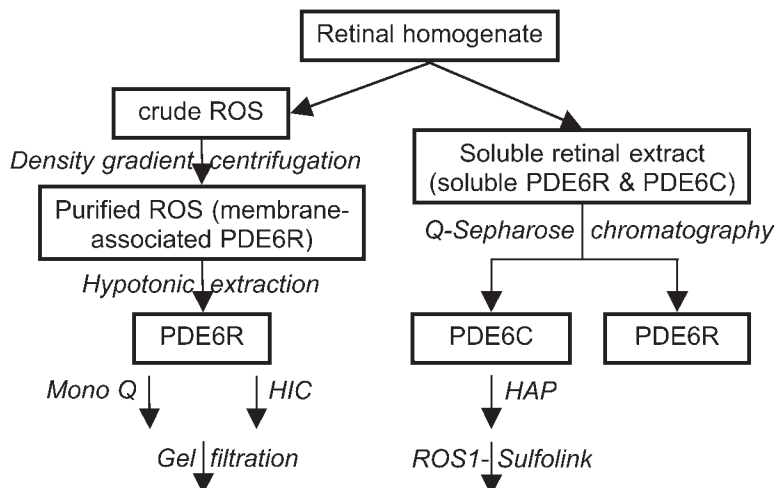 Retinal homogenate
crude ROS
Density gradient centrifugation
Purified ROS (membrane-
associated PDE6R)
Hypotonic extraction
PDE6R
Mono Q
HIC
Gel filtration
Soluble retinal extract
(soluble PDE6R & PDE6C)
Q-Sepharose chromatography
PDE6C
PDE6R
HAP
ROS1- Sulfolink